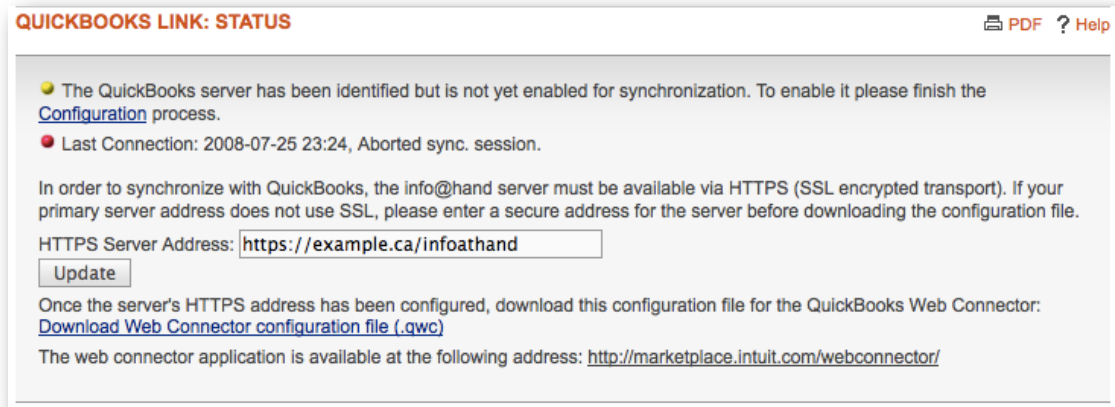 QUICKBOOKS LINK: STATUS
PDF ? Help
The QuickBooks server has been identified but is not yet enabled for synchronization. To enable it please finish the
Configuration process.
Last Connection: 2008-07-25 23:24, Aborted sync. session.
In order to synchronize with QuickBooks, the info@hand server must be available via HTTPS (SSL encrypted transport). If your
primary server address does not use SSL, please enter a secure address for the server before downloading the configuration file.
HTTPS Server Address: https://example.ca/infoathand
Update
Once the server's HTTPS address has been configured, download this configuration file for the QuickBooks Web Connector:
Download Web Connector configuration file (.qwc)
The web connector application is available at the following address: http://marketplace.intuit.com/webconnector/